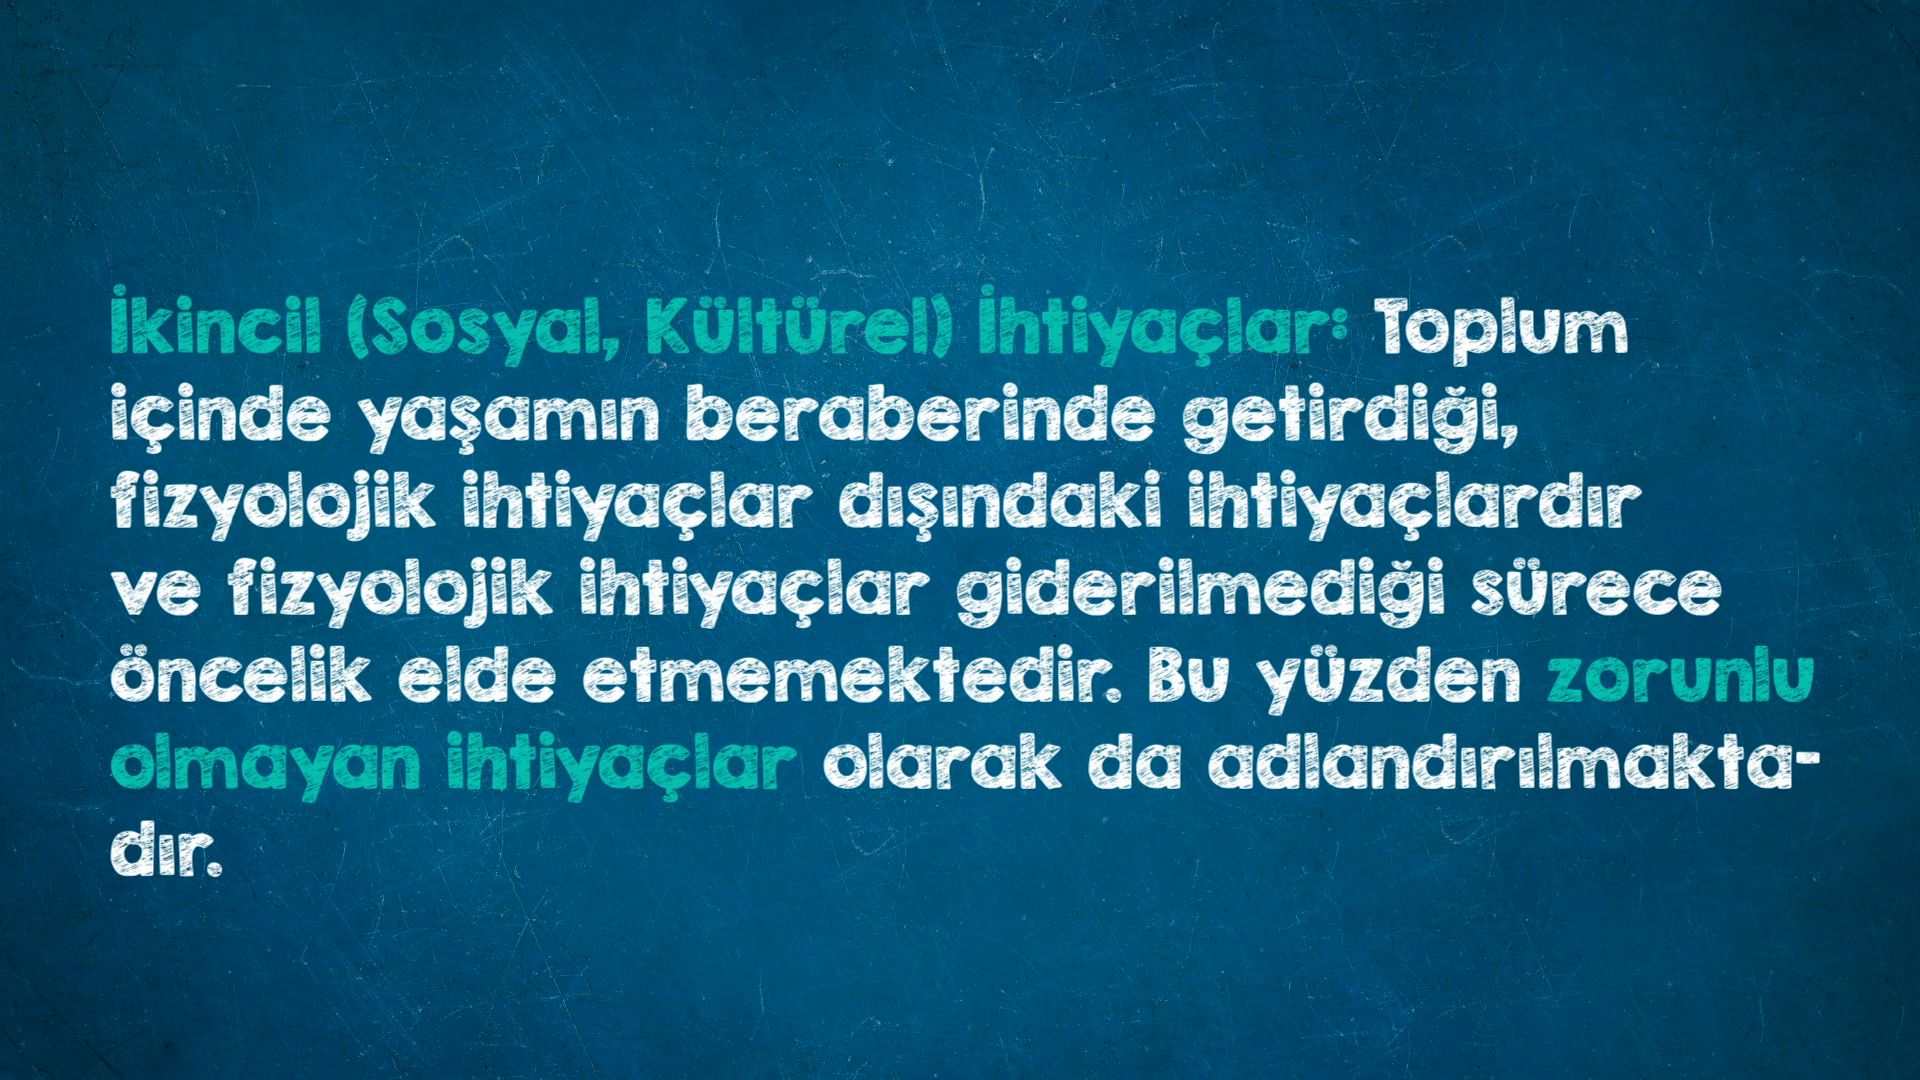 İkincil (Sosyal, Kültürel) İhtiyaçlar: Toplum
içinde yaşamın beraberinde getirdiği,
fizyolojik ihtiyaçlar dışındaki ihtiyaçlardır
ve fizyolojik ihtiyaçlar giderilmediği sürece
öncelik elde etmemektedir. Bu yüzden zorunlu
olmayan ihtiyaçlar olarak da adlandırılmakta-
dır.